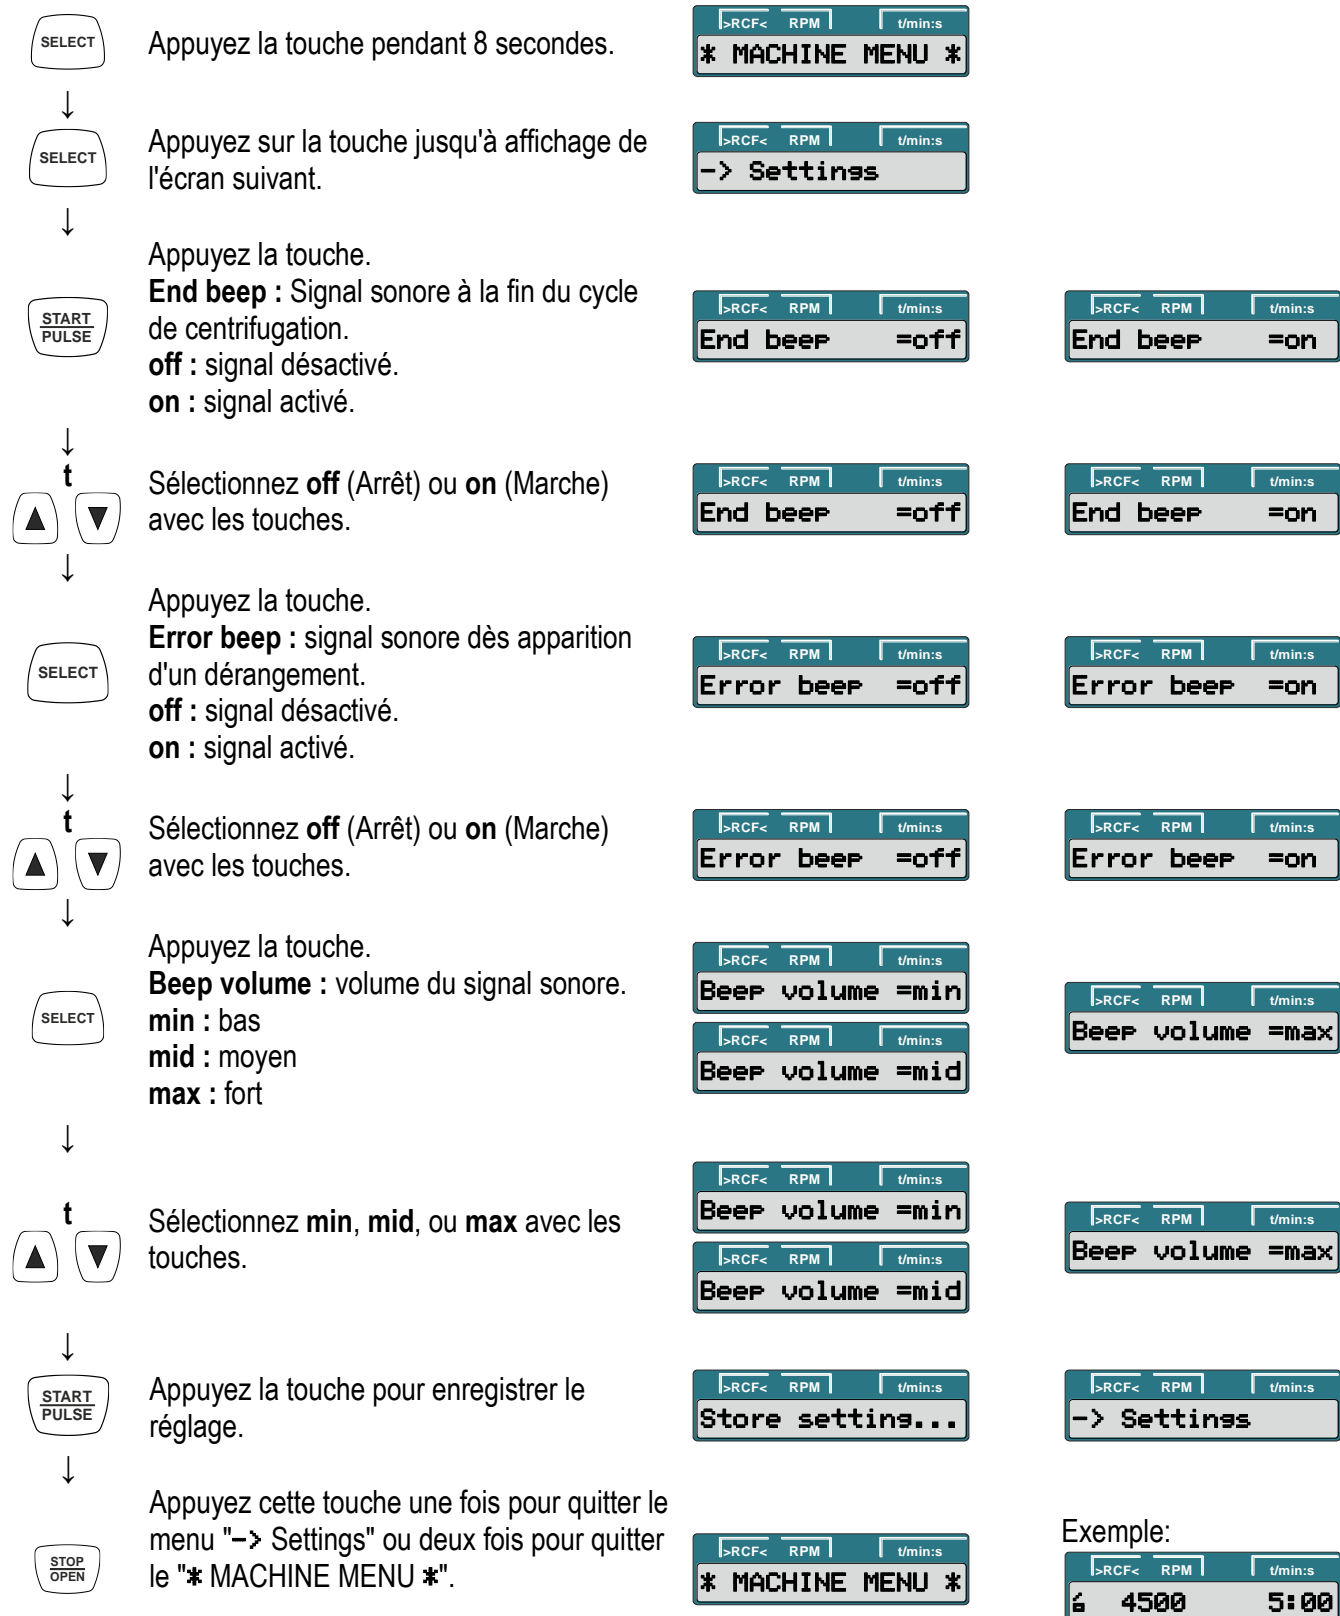 SELECT
Appuyez la touche pendant 8 secondes.
>RCF< RPM t/min:s
* MACHINE MENU *
↓
SELECT
Appuyez sur la touche jusqu'à affichage de
l'écran suivant.
>RCF< RPM t/min:s
-> Settings
↓
START
PULSE
Appuyez la touche.
End beep : Signal sonore à la fin du cycle
de centrifugation.
off : signal désactivé.
on : signal activé.
>RCF< RPM t/min:s
End beep =off
>RCF< RPM t/min:s
End beep =on
↓
t
▲ ▼
Sélectionnez off (Arrêt) ou on (Marche)
avec les touches.
>RCF< RPM t/min:s
End beep =off
>RCF< RPM t/min:s
End beep =on
↓
SELECT
Appuyez la touche.
Error beep : signal sonore dès apparition
d'un dérangement.
off : signal désactivé.
on : signal activé.
>RCF< RPM t/min:s
Error beep =off
>RCF< RPM t/min:s
Error beep =on
↓
t
▲ ▼
Sélectionnez off (Arrêt) ou on (Marche)
avec les touches.
>RCF< RPM t/min:s
Error beep =off
>RCF< RPM t/min:s
Error beep =on
↓
SELECT
Appuyez la touche.
Beep volume : volume du signal sonore.
min : bas
mid : moyen
max : fort
>RCF< RPM t/min:s
Beep volume =min
>RCF< RPM t/min:s
Beep volume =mid
>RCF< RPM t/min:s
Beep volume =max
↓
t
▲ ▼
Sélectionnez min, mid, ou max avec les
touches.
>RCF< RPM t/min:s
Beep volume =min
>RCF< RPM t/min:s
Beep volume =mid
>RCF< RPM t/min:s
Beep volume =max
↓
START
PULSE
Appuyez la touche pour enregistrer le
réglage.
>RCF< RPM t/min:s
Store setting...
>RCF< RPM t/min:s
-> Settings
↓
STOP
OPEN
Appuyez cette touche une fois pour quitter le
menu "-> Settings" ou deux fois pour quitter
le "* MACHINE MENU *".
>RCF< RPM t/min:s
* MACHINE MENU *
Exemple:
>RCF< RPM t/min:s
4500 5:00